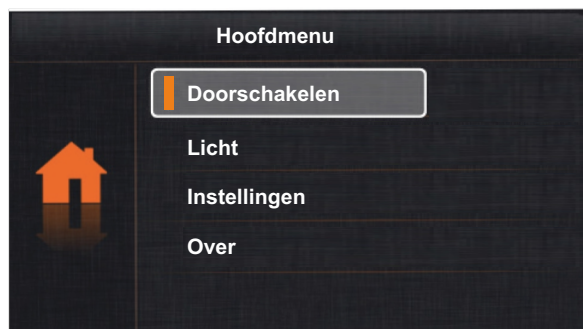 Hoofdmenu
Doorschakelen
Licht
Instellingen
Over